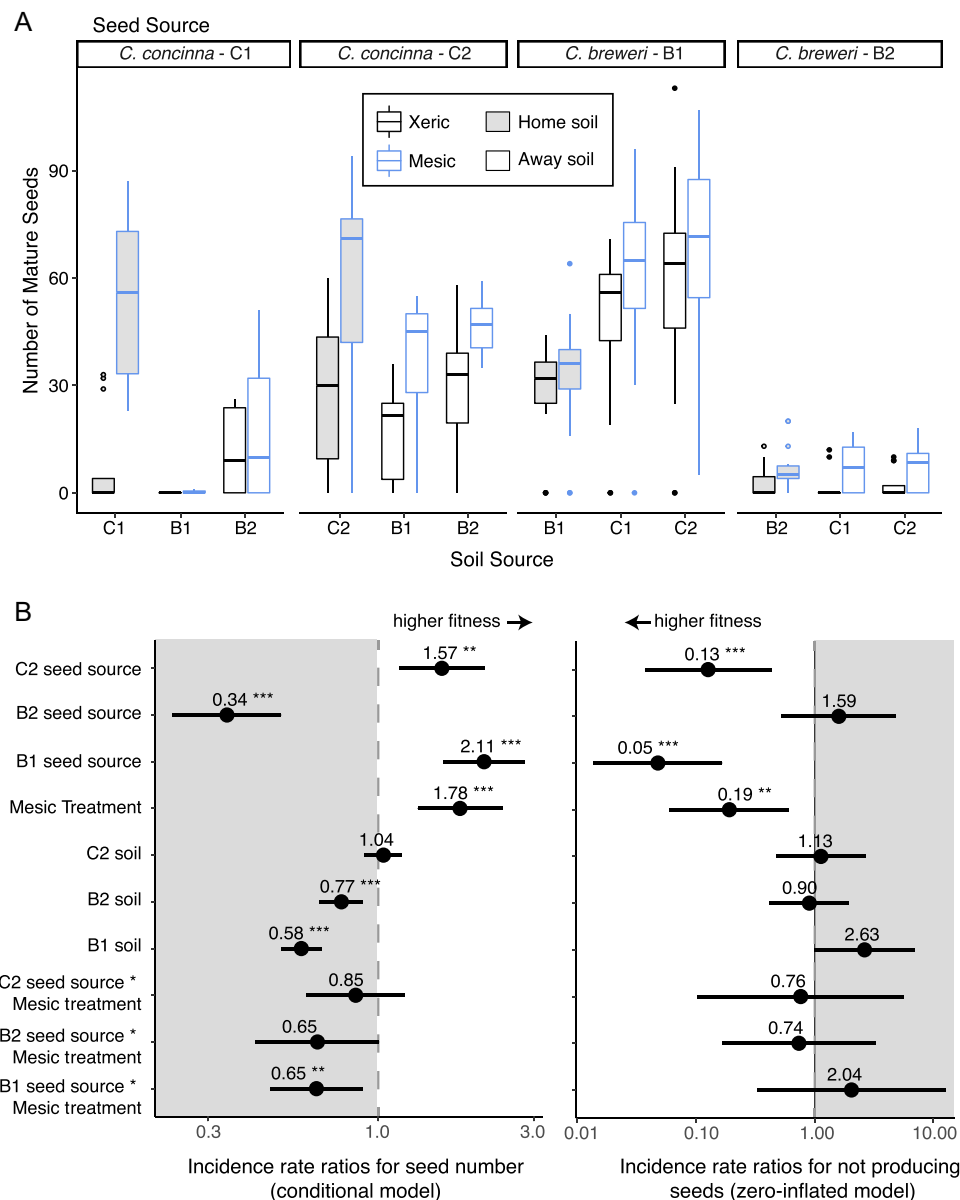 A
Seed Source
C. concinna - C1
C. concinna - C2
C. breweri - B1
C. breweri - B2
Xeric
Home soil
Mesic
Away soil
Number of Mature Seeds
90
60
30
0
C1 B1 B2
C2 B1 B2
B1 C1 C2
B2 C1 C2
Soil Source
B
higher fitness
higher fitness
C2 seed source
1.57 **
0.13 ***
B2 seed source
0.34 ***
1.59
B1 seed source
2.11 ***
0.05 ***
Mesic Treatment
1.78 ***
0.19 **
C2 soil
1.04
1.13
B2 soil
0.77 ***
0.90
B1 soil
0.58 ***
2.63
C2 seed source *
Mesic treatment
0.85
0.76
B2 seed source *
Mesic treatment
0.65
0.74
B1 seed source *
Mesic treatment
0.65 **
2.04
0.3 1.0 3.0
0.01 0.10 1.00 10.00
Incidence rate ratios for seed number
(conditional model)
Incidence rate ratios for not producing
seeds (zero-inflated model)